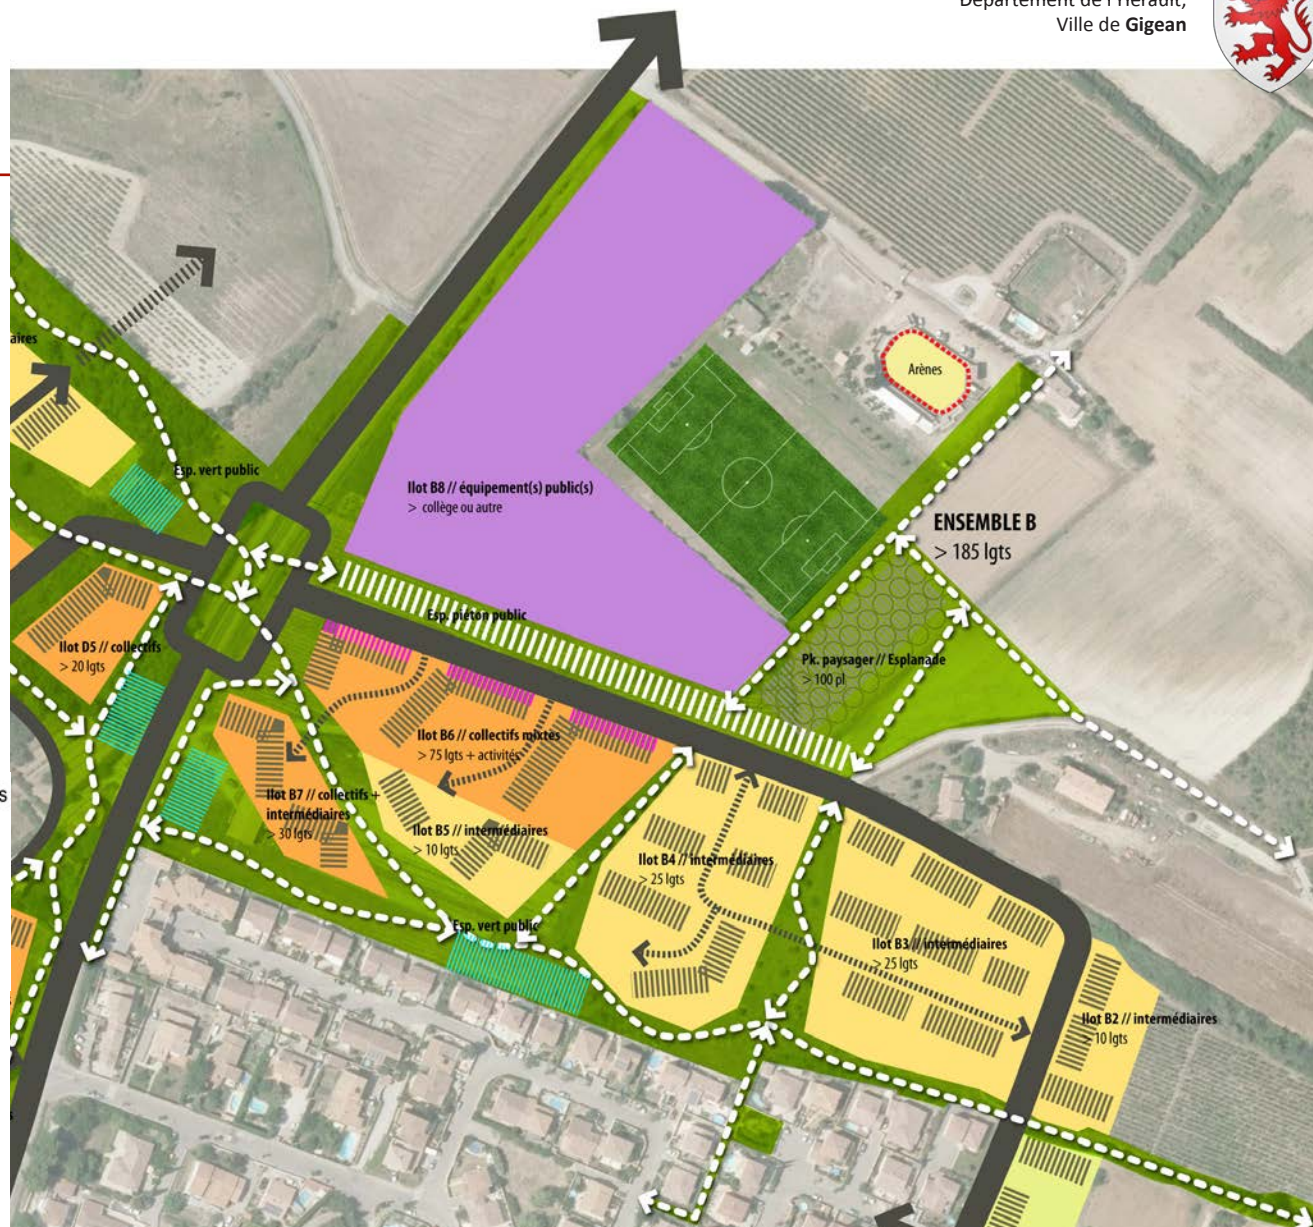 Département de l'Hérault,
Ville de Gigean
aires
Esp. vert public
Arènes
Ilot B8 // équipement(s) public(s)
> collège ou autre
ENSEMBLE B
> 185 lgts
Esp. piéton public
Ilot D5 // collectifs
> 20 lgts
Pk. paysager // Esplanade
> 100 pl
Ilot B6 // collectifs mixtes
> 75 lgts + activités
Ilot B7 // collectifs +
intermédiaires
> 30 lgts
s
Ilot B5 // intermédiaires
> 10 lgts
Ilot B4 // intermédiaires
> 25 lgts
Esp. vert public
Ilot B3 // intermédiaires
> 25 lgts
Ilot B2 // intermédiaires
> 10 lgts